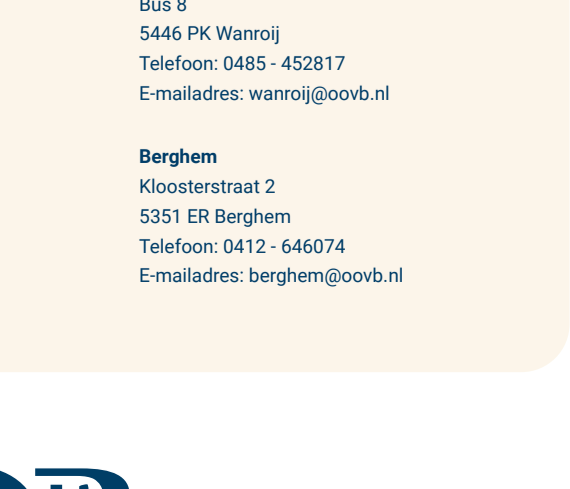 Bus 8
5446 PK Wanroij
Telefoon: 0485 - 452817
E-mailadres: wanroij@oovb.nl
Berghem
Kloosterstraat 2
5351 ER Berghem
Telefoon: 0412 - 646074
E-mailadres: berghem@oovb.nl